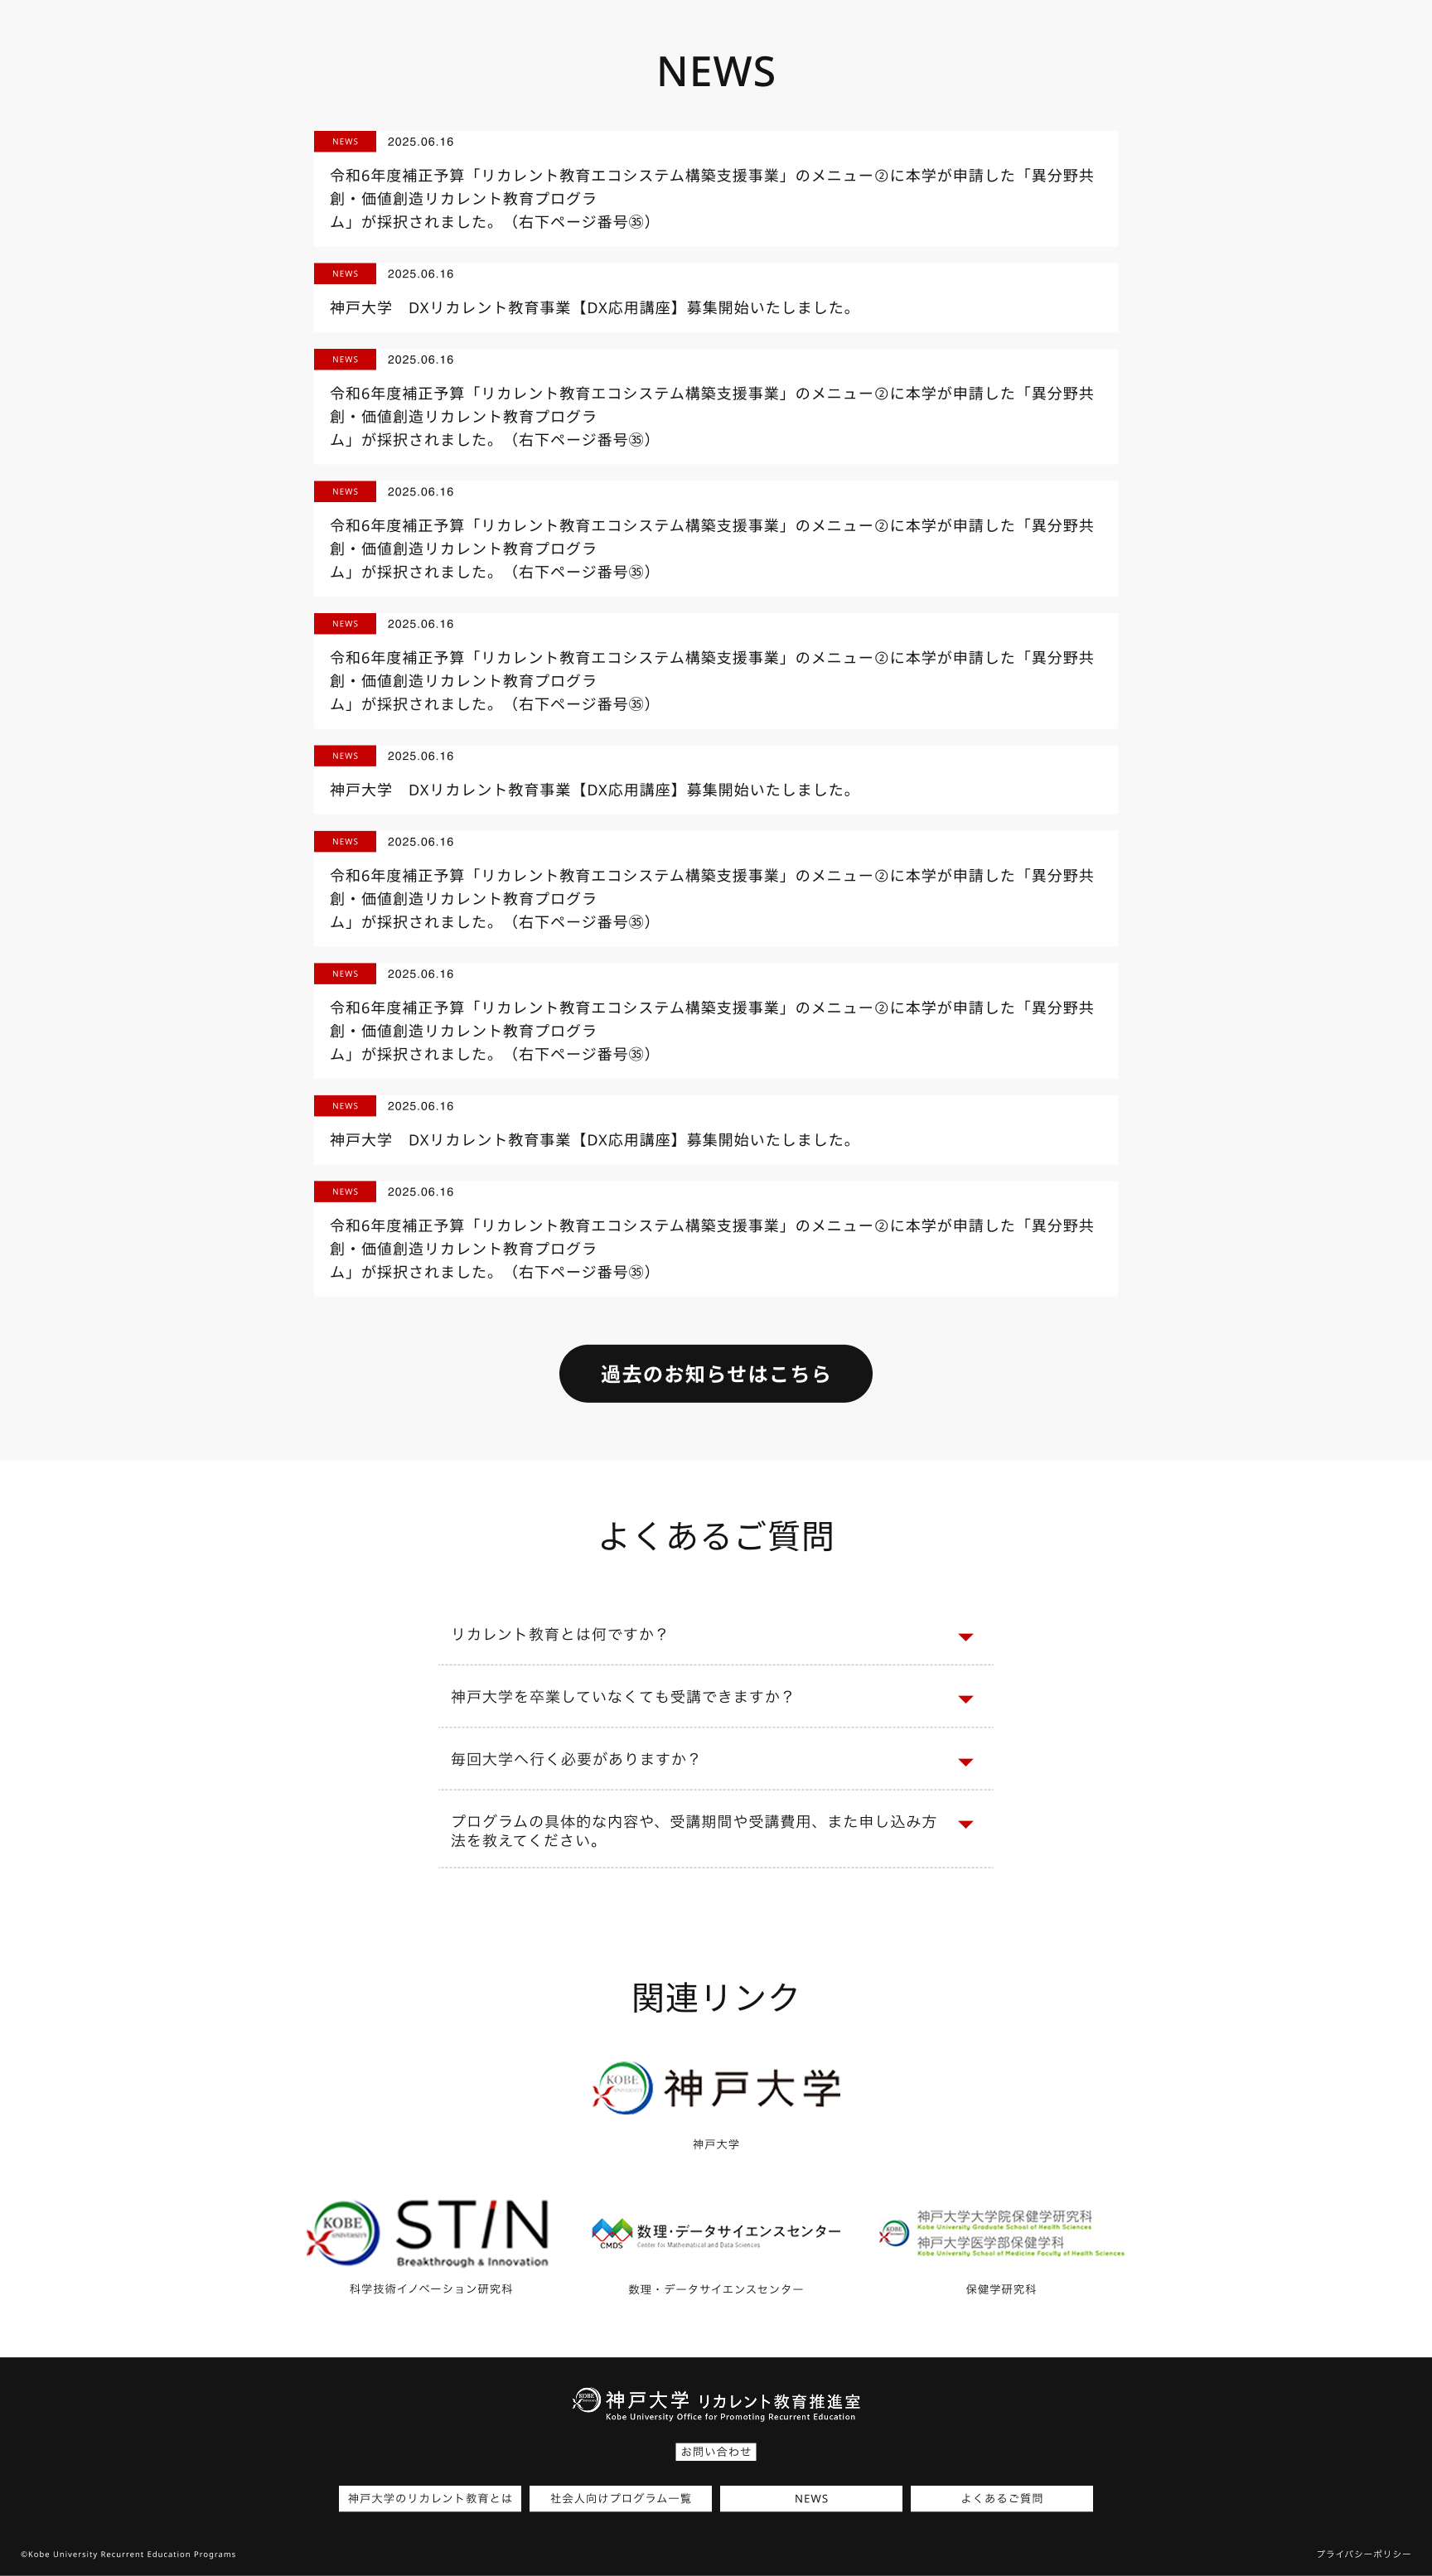 NEWS
NEWS 2025.06.16
令和6年度補正予算「リカレント教育エコシステム構築支援事業」のメニュー②に本学が申請した「異分野共
創・価値創造リカレント教育プログラ
ム」が採択されました。（右下ページ番号㉟）
NEWS 2025.06.16
神戸大学　DXリカレント教育事業【DX応用講座】募集開始いたしました。
NEWS 2025.06.16
令和6年度補正予算「リカレント教育エコシステム構築支援事業」のメニュー②に本学が申請した「異分野共
創・価値創造リカレント教育プログラ
ム」が採択されました。（右下ページ番号㉟）
NEWS 2025.06.16
令和6年度補正予算「リカレント教育エコシステム構築支援事業」のメニュー②に本学が申請した「異分野共
創・価値創造リカレント教育プログラ
ム」が採択されました。（右下ページ番号㉟）
NEWS 2025.06.16
令和6年度補正予算「リカレント教育エコシステム構築支援事業」のメニュー②に本学が申請した「異分野共
創・価値創造リカレント教育プログラ
ム」が採択されました。（右下ページ番号㉟）
NEWS 2025.06.16
神戸大学　DXリカレント教育事業【DX応用講座】募集開始いたしました。
NEWS 2025.06.16
令和6年度補正予算「リカレント教育エコシステム構築支援事業」のメニュー②に本学が申請した「異分野共
創・価値創造リカレント教育プログラ
ム」が採択されました。（右下ページ番号㉟）
NEWS 2025.06.16
令和6年度補正予算「リカレント教育エコシステム構築支援事業」のメニュー②に本学が申請した「異分野共
創・価値創造リカレント教育プログラ
ム」が採択されました。（右下ページ番号㉟）
NEWS 2025.06.16
神戸大学　DXリカレント教育事業【DX応用講座】募集開始いたしました。
NEWS 2025.06.16
令和6年度補正予算「リカレント教育エコシステム構築支援事業」のメニュー②に本学が申請した「異分野共
創・価値創造リカレント教育プログラ
ム」が採択されました。（右下ページ番号㉟）
過去のお知らせはこちら
よくあるご質問
リカレント教育とは何ですか？
神戸大学を卒業していなくても受講できますか？
毎回大学へ行く必要がありますか？
プログラムの具体的な内容や、受講期間や受講費用、また申し込み方
法を教えてください。
関連リンク
KOBE UNIVERSITY 神戸大学
神戸大学
KOBE UNIVERSITY STIN
Breakthrough & Innovation
科学技術イノベーション研究科
CMDS 数理・データサイエンスセンター
Center for Mathematical and Data Sciences
数理・データサイエンスセンター
KOBE
神戸大学大学院保健学研究科
Kobe University Graduate School of Health Sciences
神戸大学医学部保健学科
Kobe University School of Medicine Faculty of Health Sciences
保健学研究科
KOBE 神戸大学 リカレント教育推進室
Kobe University Office for Promoting Recurrent Education
お問い合わせ
神戸大学のリカレント教育とは 社会人向けプログラム一覧 NEWS よくあるご質問
©Kobe University Recurrent Education Programs プライバシーポリシー